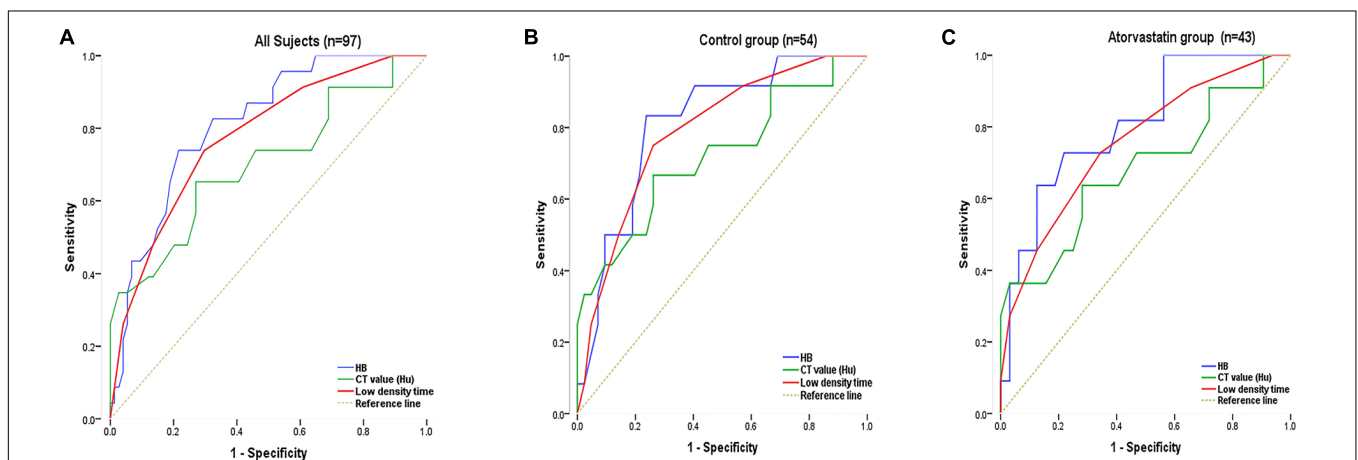 A
All Sujects (n=97)
1.0
0.8
0.6
0.4
0.2
0.0
Sensitivity
0.0 0.2 0.4 0.6 0.8 1.0
1 - Specificity
HB
CT value (Hu)
Low density time
Reference line
B
Control group (n=54)
1.0
0.8
0.6
0.4
0.2
0.0
Sensitivity
0.0 0.2 0.4 0.6 0.8 1.0
1 - Specificity
HB
CT value (Hu)
Low density time
Reference line
C
Atorvastatin group (n=43)
1.0
0.8
0.6
0.4
0.2
0.0
Sensitivity
0.0 0.2 0.4 0.6 0.8 1.0
1 - Specificity
HB
CT value (Hu)
Low density time
Reference line